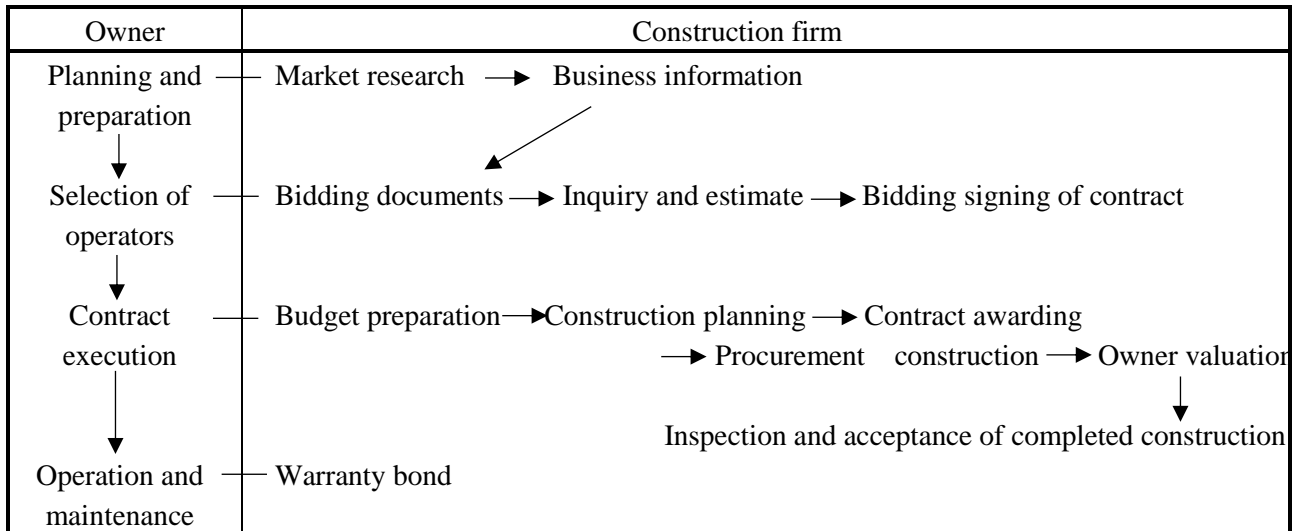 Owner Construction firm
Planning and Market research Business information
preparation
Selection of Bidding documents Inquiry and estimate Bidding signing of contract
operators
Contract Budget preparation Construction planning Contract awarding
execution Procurement construction Owner valuation
Inspection and acceptance of completed construction
Operation and Warranty bond
maintenance